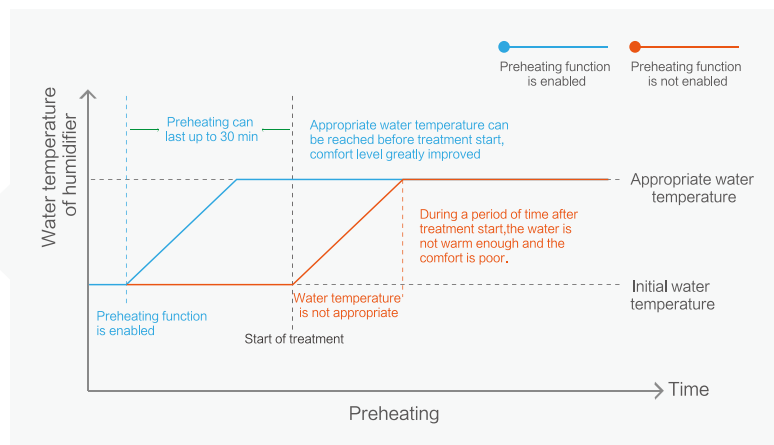 Preheating function
is enabled
Preheating function
is not enabled
Water temperature
of humidifier
Preheating can
last up to 30 min
Appropriate water temperature can
be reached before treatment start,
comfort level greatly improved
Appropriate water
temperature
During a period of time after
treatment start,the water is
not warm enough and the
comfort is poor.
Initial water
temperature
Water temperature
is not appropriate
Preheating function
is enabled
Start of treatment
Time
Preheating